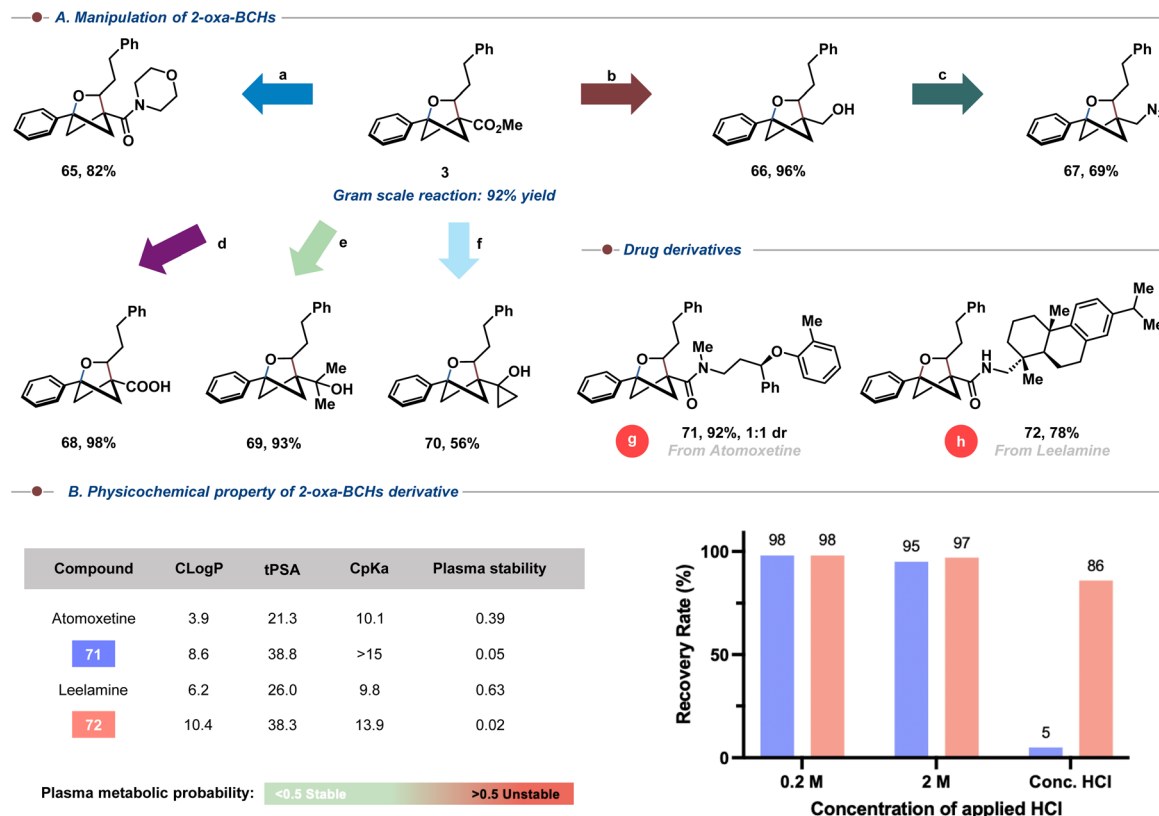 A. Manipulation of 2-oxa-BCHs
Ph
O
N
O
O
65, 82%
a
Ph
O
CO₂Me
3
Gram scale reaction: 92% yield
b
Ph
O
OH
66, 96%
c
Ph
O
N₃
67, 69%
d
e
f
Drug derivatives
Ph
O
COOH
68, 98%
Ph
O
Me
OH
Me
69, 93%
Ph
O
OH
70, 56%
Ph
O
Me
N
O
Ph
O
Me
g
71, 92%, 1:1 dr
From Atomoxetine
Ph
O
O
H
N
Me
Me
Me
Me
H
h
72, 78%
From Leelamine
B. Physicochemical property of 2-oxa-BCHs derivative
Compound CLogP tPSA CpKa Plasma stability
Atomoxetine 3.9 21.3 10.1 0.39
71 8.6 38.8 >15 0.05
Leelamine 6.2 26.0 9.8 0.63
72 10.4 38.3 13.9 0.02
Plasma metabolic probability: <0.5 Stable >0.5 Unstable
Recovery Rate (%)
100
50
0
98 98
95 97
5 86
0.2 M 2 M Conc. HCl
Concentration of applied HCl